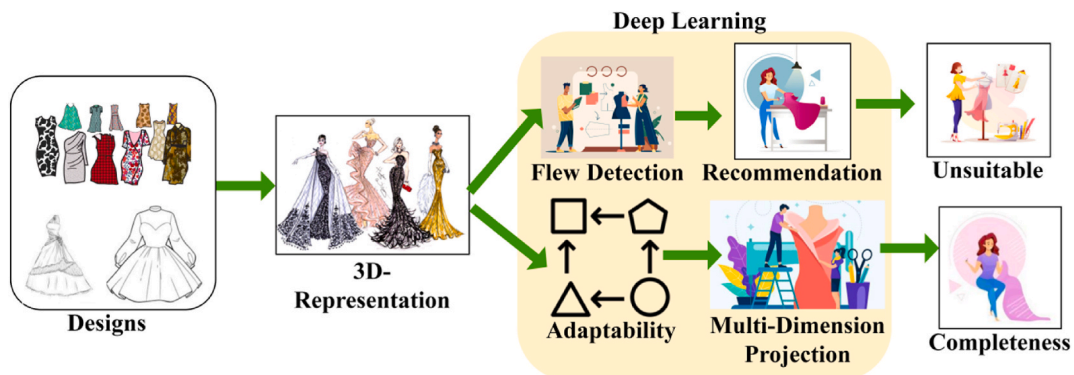 Deep Learning
Designs
3D-
Representation
Flew Detection
Recommendation
Unsuitable
Adaptability
Multi-Dimension
Projection
Completeness